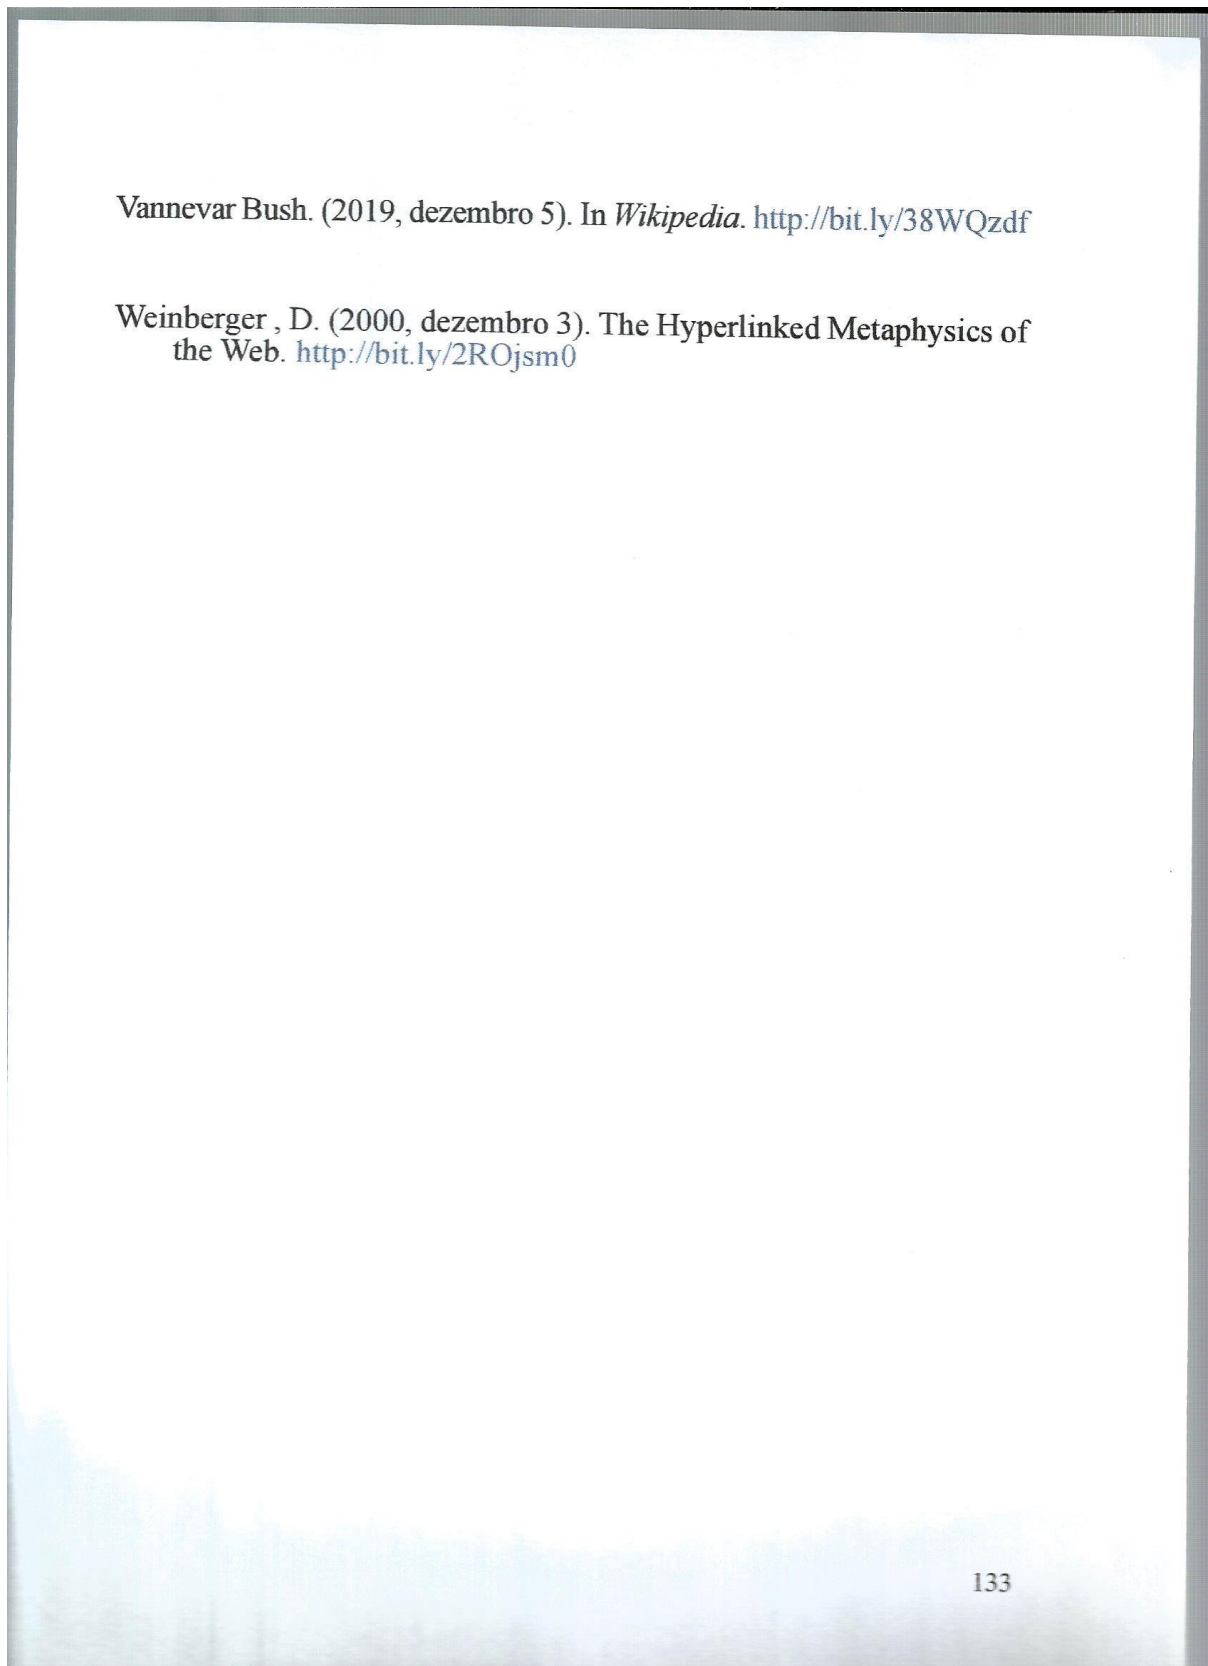 Vannevar Bush. (2019, dezembro 5). In Wikipedia. http://bit.ly/38WQzdf
Weinberger , D. (2000, dezembro 3). The Hyperlinked Metaphysics of
the Web. http://bit.ly/2ROjsm0
133